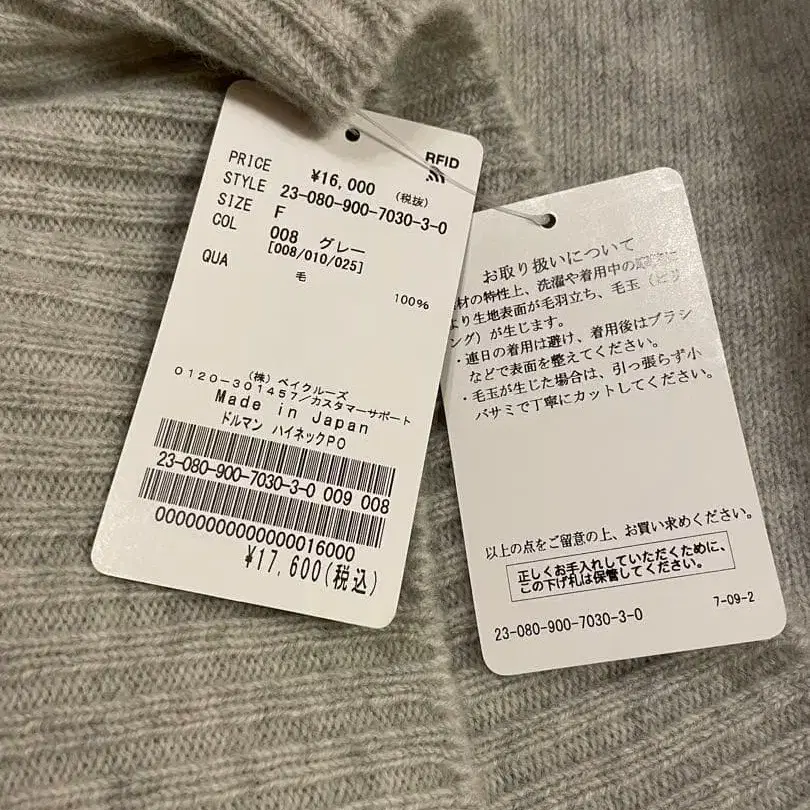 RFID
PRICE ¥16,000 (税抜)
STYLE 23-080-900-7030-3-0
SIZE F
COL 008 グレー
[008/010/025]
QUA 毛 100%
(株) ベイクルーズ
0120-301457/カスタマーサポート
Made in Japan
ドルマン ハイネックPO
23-080-900-7030-3-0 009 008
00000000000000016000
¥17,600(税込)
お取り扱いについて
材の特性上、洗濯や着用中の
より生地表面が毛羽立ち、毛玉(ピリ
ング)が生じます。
・連日の着用は避け、着用後はブラシ
などで表面を整えてください。
・毛玉が生じた場合は、引っ張らず小
バサミで丁寧にカットしてください。
以上の点をご留意の上、お買い求めください。
正しくお手入れしていただくために、
この下げ札は保管してください。
7-09-2
23-080-900-7030-3-0